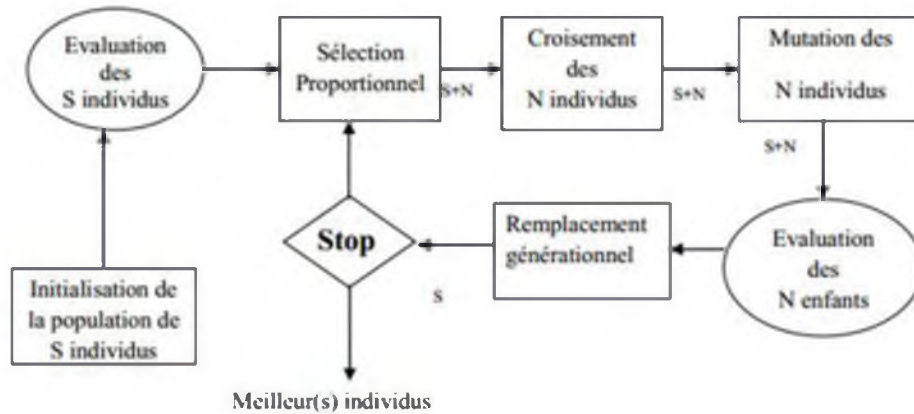 Evaluation
des
S individus
Sélection
Proportionnel
S+N
Croisement
des
N individus
S+N
Mutation des
N individus
S+N
Evaluation
des
N enfants
Remplacement
générationnel
S
Stop
Initialisation de
la population de
S individus
Meilleur(s) individus